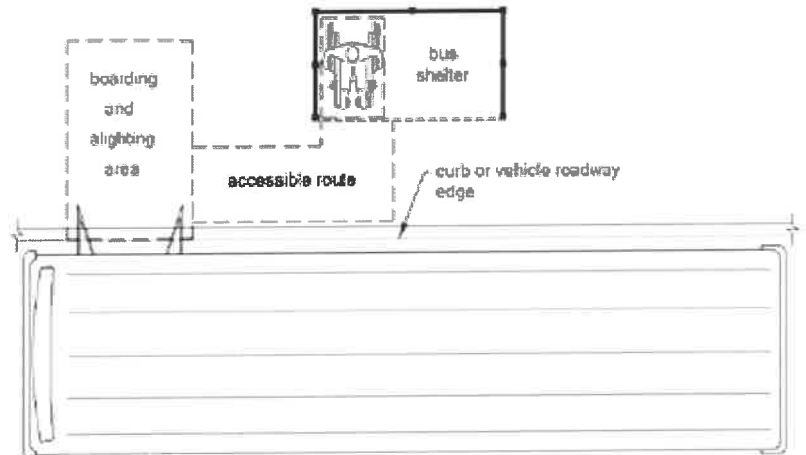 boarding
and
alighting
area
bus
shelter
accessible route
curb or vehicle roadway
edge